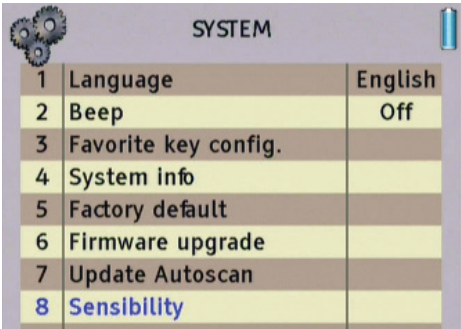 SYSTEM
1 Language English
2 Beep Off
3 Favorite key config.
4 System info
5 Factory default
6 Firmware upgrade
7 Update Autoscan
8 Sensibility